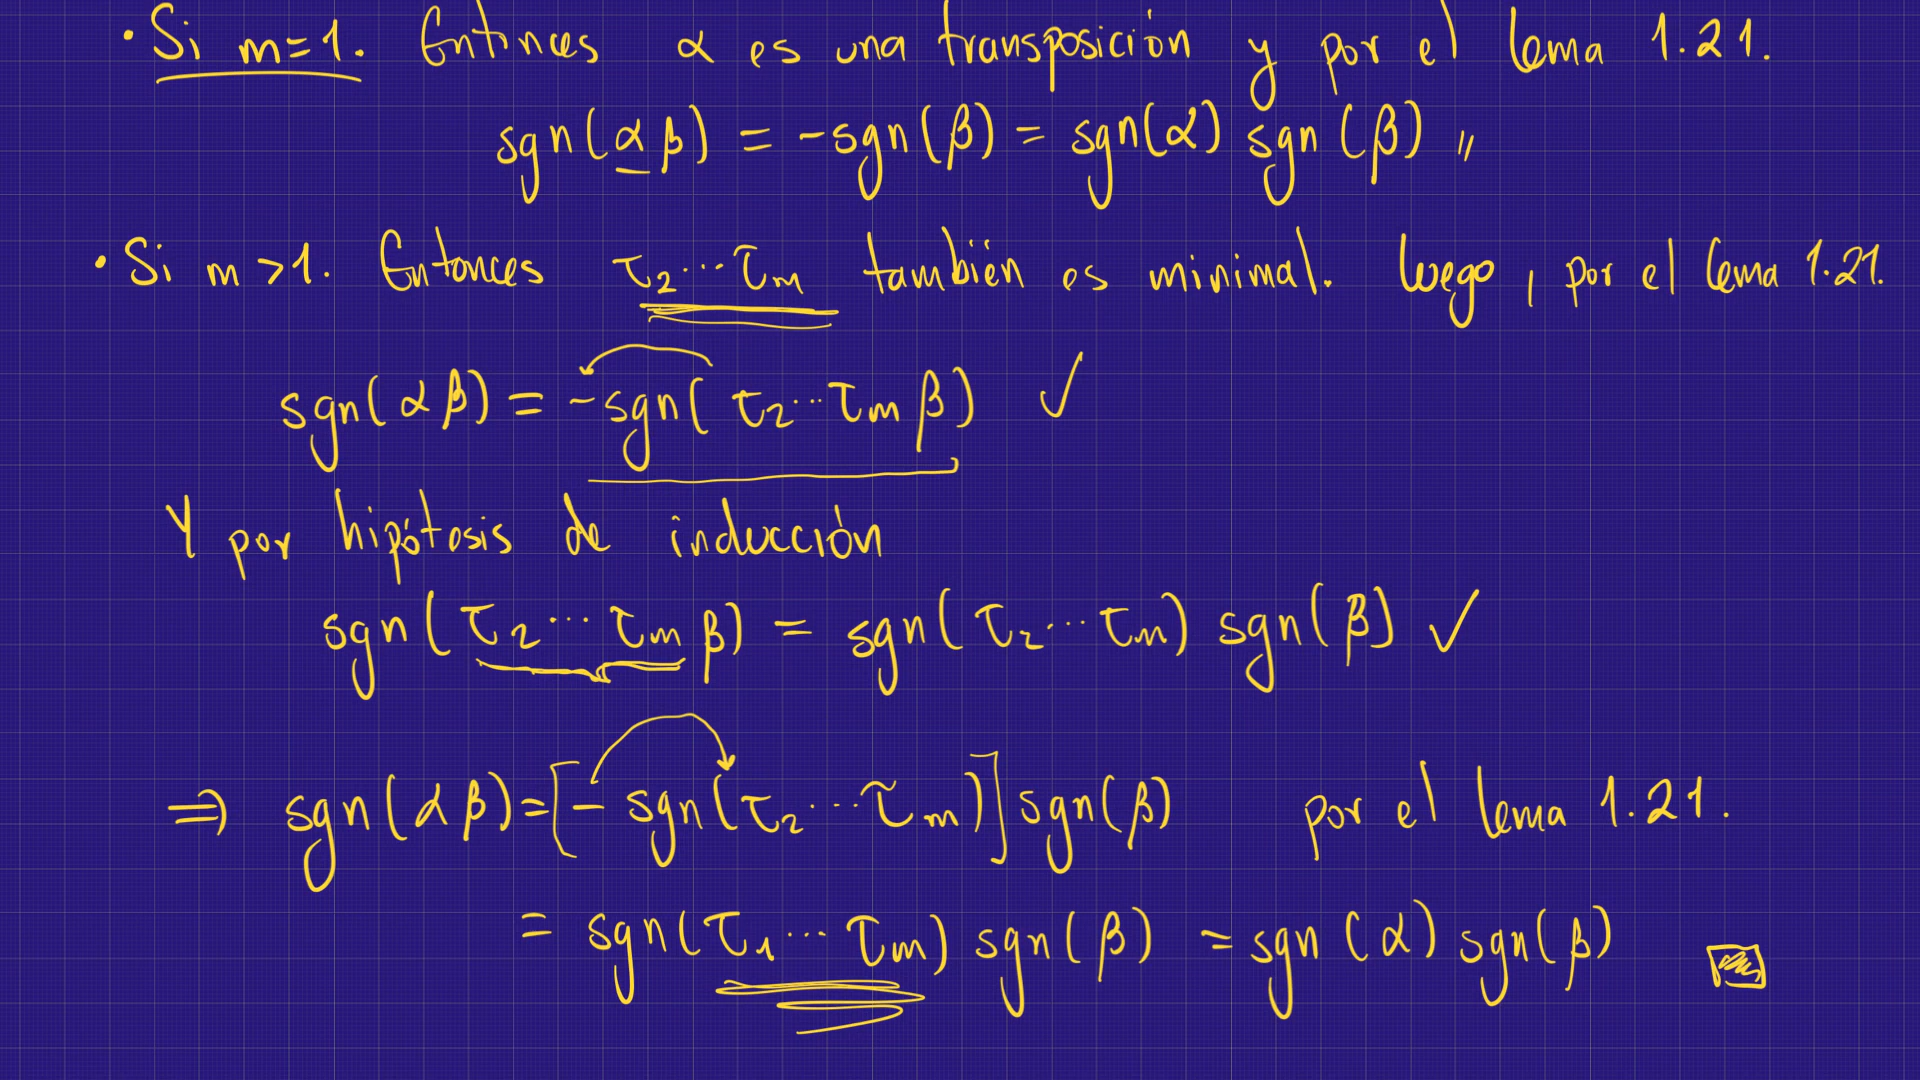 • Si m=1. Entonces α es una transposición y por el lema 1.21.
sgn(αβ) = -sgn(β) = sgn(α) sgn(β) "
• Si m >1. Entonces τ₂···τₘ también es minimal. Luego, por el lema 1.21.
sgn(αβ) = -sgn(τ₂···τₘ β) ✓
Y por hipótesis de inducción
sgn(τ₂···τₘ β) = sgn(τ₂···τₘ) sgn(β) ✓
⇒ sgn(αβ)=[- sgn(τ₂···τₘ)] sgn(β) por el lema 1.21.
= sgn(τ₁···τₘ) sgn(β) = sgn(α) sgn(β)